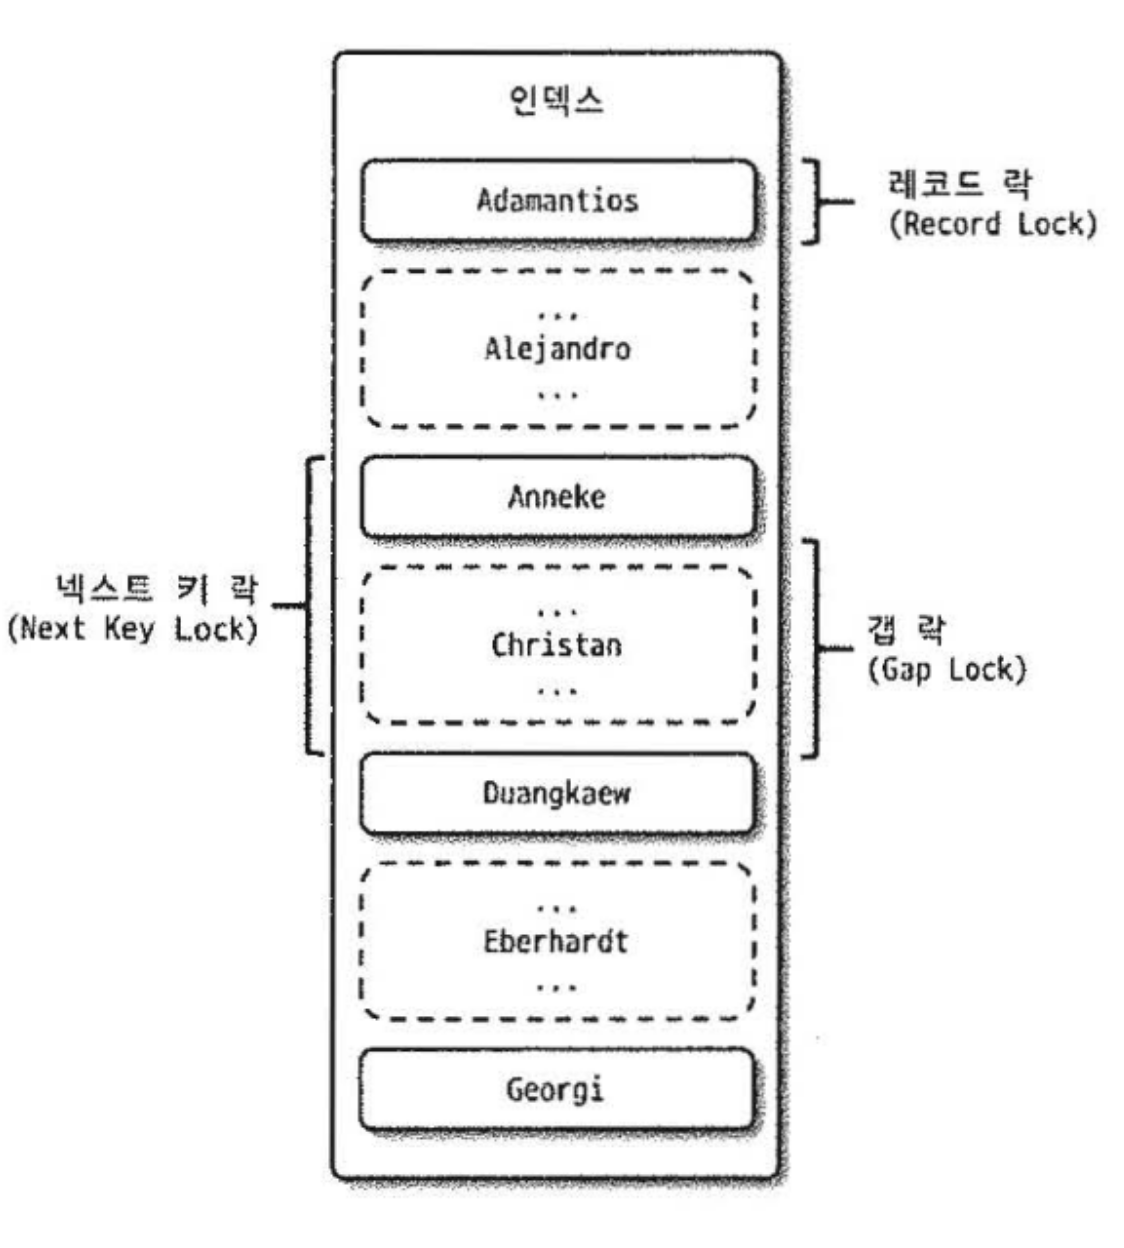 인덱스
Adamantios
레코드 락
(Record Lock)
...
Alejandro
...
Anneke
넥스트 키 락
(Next Key Lock)
...
Christan
...
갭 락
(Gap Lock)
Duangkaew
...
Eberhardt
...
Georgi